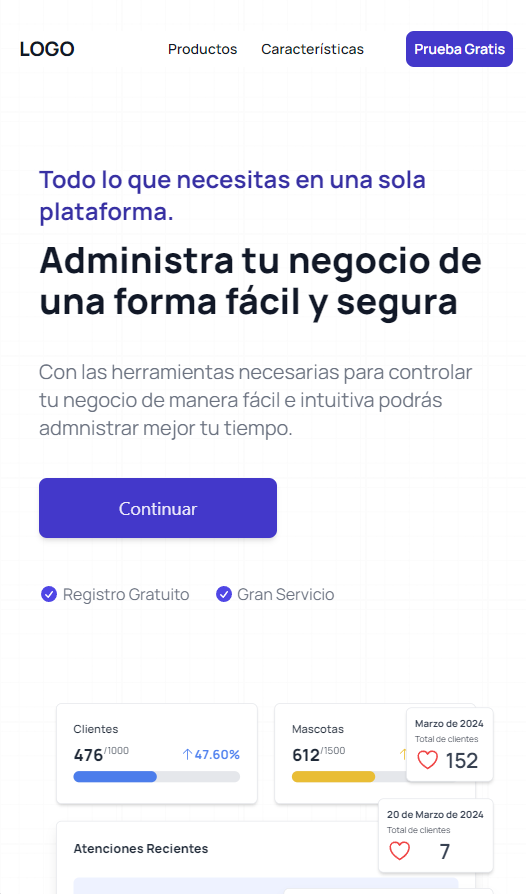 LOGO
Productos
Características
Prueba Gratis
Todo lo que necesitas en una sola
plataforma.
Administra tu negocio de
una forma fácil y segura
Con las herramientas necesarias para controlar
tu negocio de manera fácil e intuitiva podrás
admnistrar mejor tu tiempo.
Continuar
Registro Gratuito
Gran Servicio
Clientes
476/1000
47.60%
Mascotas
612/1500
Marzo de 2024
Total de clientes
152
20 de Marzo de 2024
Total de clientes
7
Atenciones Recientes